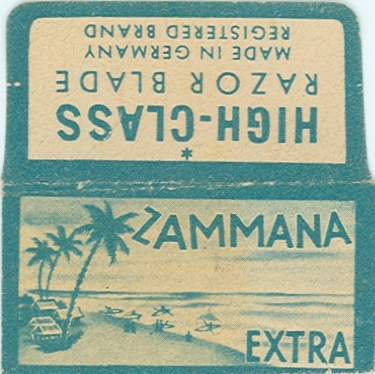 HIGH-CLASS
RAZOR BLADE
MADE IN GERMANY
REGISTERED BRAND
ZAMMANA
EXTRA